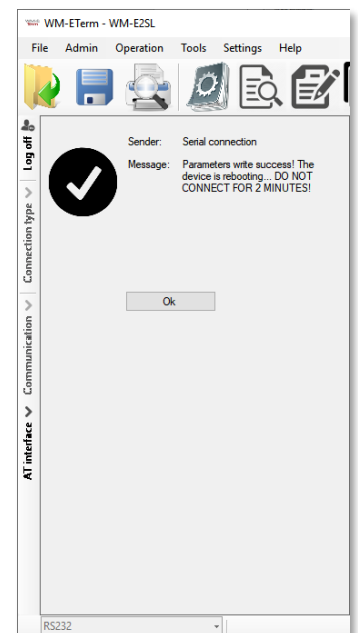 WM-ETerm - WM-E2SL
File Admin Operation Tools Settings Help
Log off
Connection type
Communication
AT interface
Sender: Serial connection
Message: Parameters write success! The
device is rebooting... DO NOT
CONNECT FOR 2 MINUTES!
Ok
RS232